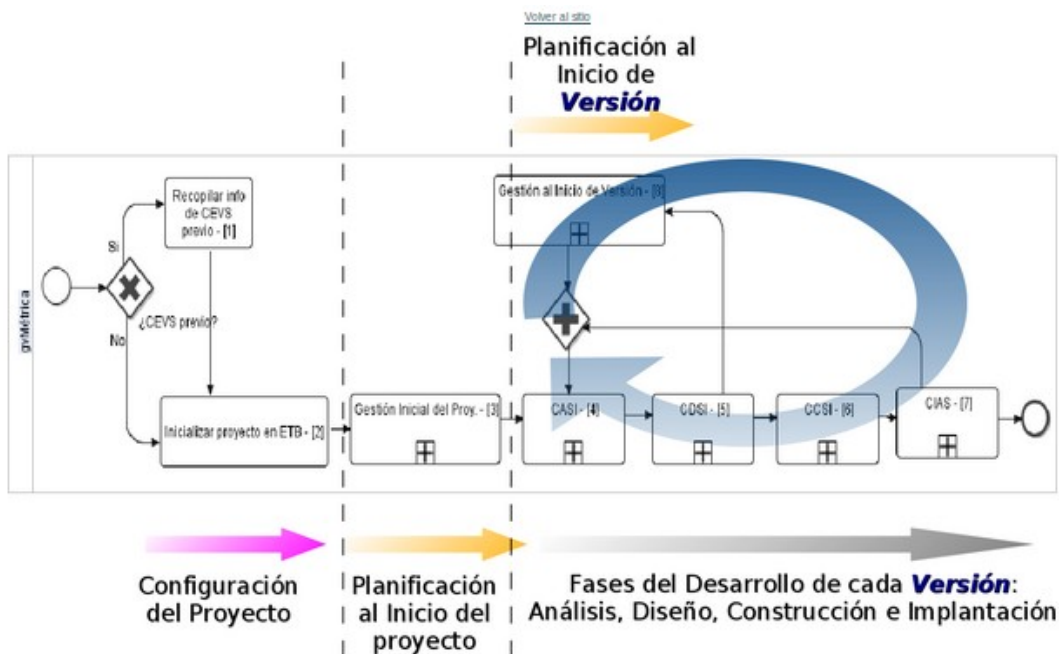 Volver al sitio
Planificación al
Inicio de
Versión
gvMétrica
Recopilar info
de CEVS
previo - [1]
Si
¿CEVS previo?
No
Inicializar proyecto en ETB - [2]
Gestión Inicial del Proy. - [3]
Gestión al Inicio de Versión - [8]
CASI - [4]
CDSI - [5]
CCSI - [6]
CIAS - [7]
Configuración
del Proyecto
Planificación
al Inicio del
proyecto
Fases del Desarrollo de cada Versión:
Análisis, Diseño, Construcción e Implantación